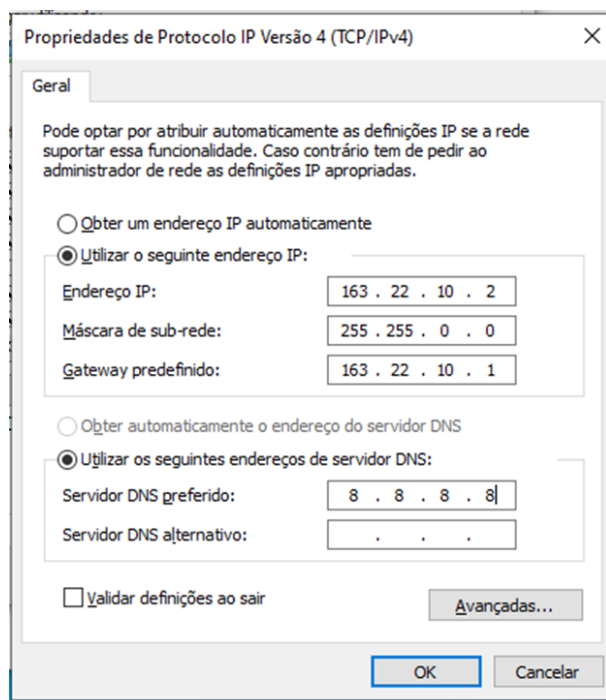 Propriedades de Protocolo IP Versão 4 (TCP/IPv4)
Geral
Pode optar por atribuir automaticamente as definições IP se a rede
suportar essa funcionalidade. Caso contrário tem de pedir ao
administrador de rede as definições IP apropriadas.
Obter um endereço IP automaticamente
Utilizar o seguinte endereço IP:
Endereço IP: 163 . 22 . 10 . 2
Máscara de sub-rede: 255 . 255 . 0 . 0
Gateway predefinido: 163 . 22 . 10 . 1
Obter automaticamente o endereço do servidor DNS
Utilizar os seguintes endereços de servidor DNS:
Servidor DNS preferido: 8 . 8 . 8 . 8
Servidor DNS alternativo: . . .
Validar definições ao sair
Avançadas...
OK Cancelar